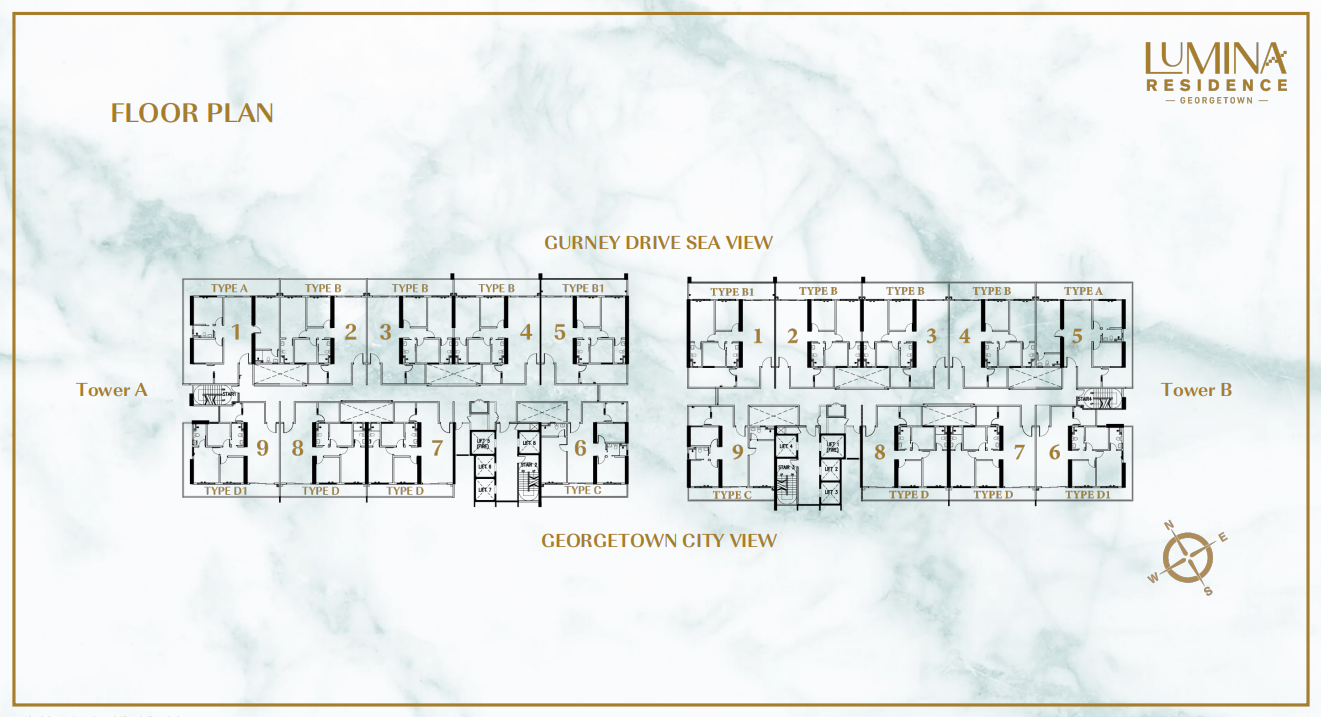 LUMINA
RESIDENCE
GEORGETOWN
FLOOR PLAN
GURNEY DRIVE SEA VIEW
TYPE A TYPE B TYPE B TYPE B TYPE B1
1 2 3 4 5
Tower A
STAIR 1
9 8 7 6
LIFT 5
(FIRE)
LIFT 8
LIFT 6
STAIR 2
LIFT 7
TYPE D1 TYPE D TYPE D TYPE C
TYPE B1 TYPE B TYPE B TYPE B TYPE A
1 2 3 4 5
Tower B
STAIR 4
9 8 7 6
LIFT 4
LIFT 1
(FIRE)
STAIR 3
LIFT 2
LIFT 3
TYPE C TYPE D TYPE D TYPE D1
GEORGETOWN CITY VIEW
N
E
W
S